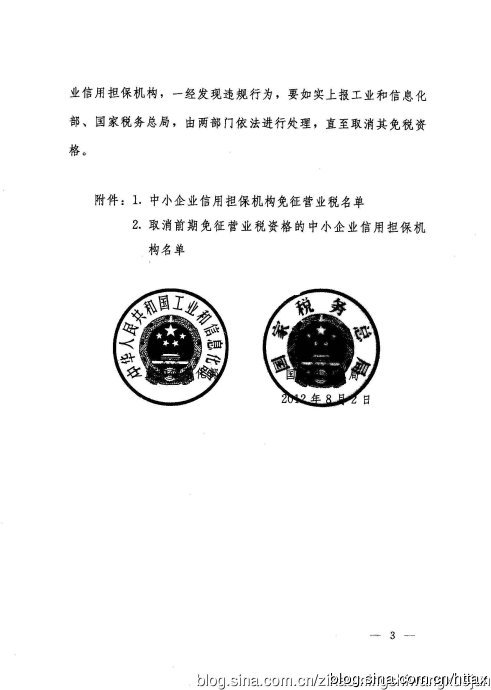 业信用担保机构，一经发现违规行为，要如实上报工业和信息化
部、国家税务总局，由两部门依法进行处理，直至取消其免税资
格。
附件：1. 中小企业信用担保机构免征营业税名单
2. 取消前期免征营业税资格的中小企业信用担保机
构名单
中华人民共和国工业和信息化部
国家税务总局
2012年8月2日
— 3 —
blog.sina.com.cn/htax